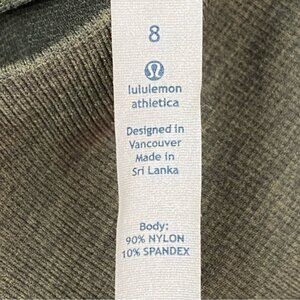 8
lululemon
athletica
Designed in
Vancouver
Made in
Sri Lanka
Body:
90% NYLON
10% SPANDEX